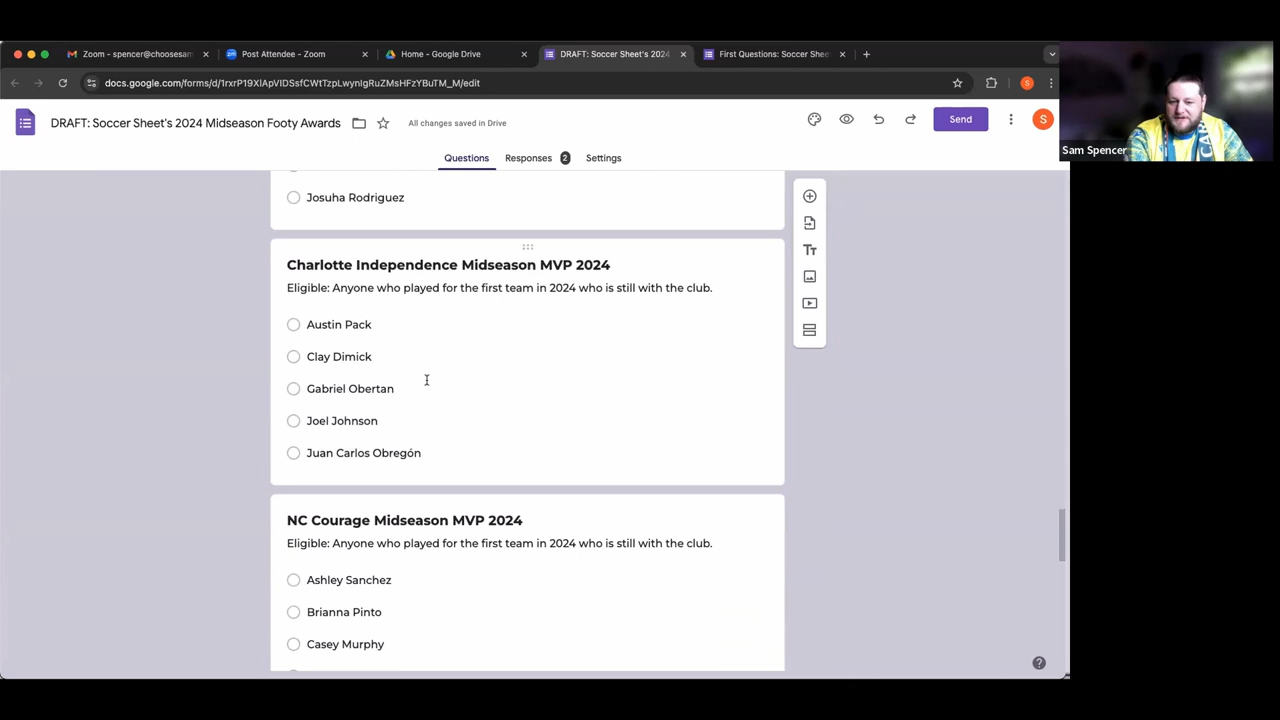 Zoom - spencer@choosesam
Post Attendee - Zoom
Home - Google Drive
DRAFT: Soccer Sheet's 2024
First Questions: Soccer Shee
docs.google.com/forms/d/1rxrP19XlApVIDSsfCWtTzpLwynIgRuZMsHFzYBuTM_M/edit
S
DRAFT: Soccer Sheet's 2024 Midseason Footy Awards
All changes saved in Drive
Send
S
Sam Spencer
Questions
Responses 2
Settings
Josuha Rodriguez
Charlotte Independence Midseason MVP 2024
Eligible: Anyone who played for the first team in 2024 who is still with the club.
Austin Pack
Clay Dimick
Gabriel Obertan
Joel Johnson
Juan Carlos Obregón
NC Courage Midseason MVP 2024
Eligible: Anyone who played for the first team in 2024 who is still with the club.
Ashley Sanchez
Brianna Pinto
Casey Murphy